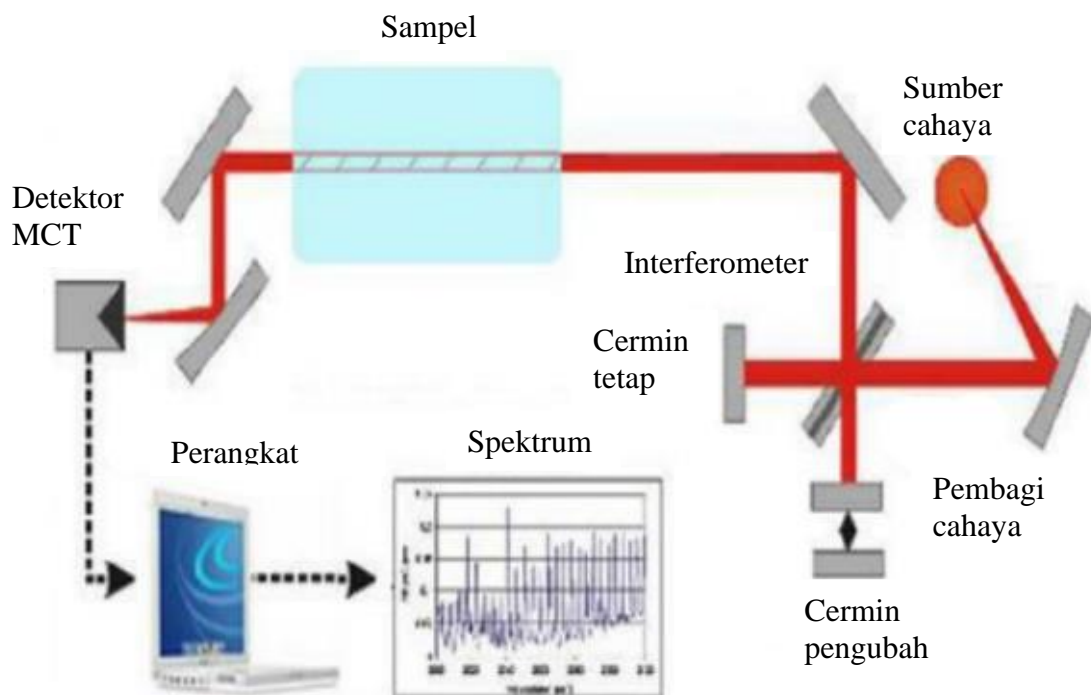 Sampel
Sumber
cahaya
Detektor
MCT
Interferometer
Cermin
tetap
Perangkat
Spektrum
Pembagi
cahaya
Cermin
pengubah